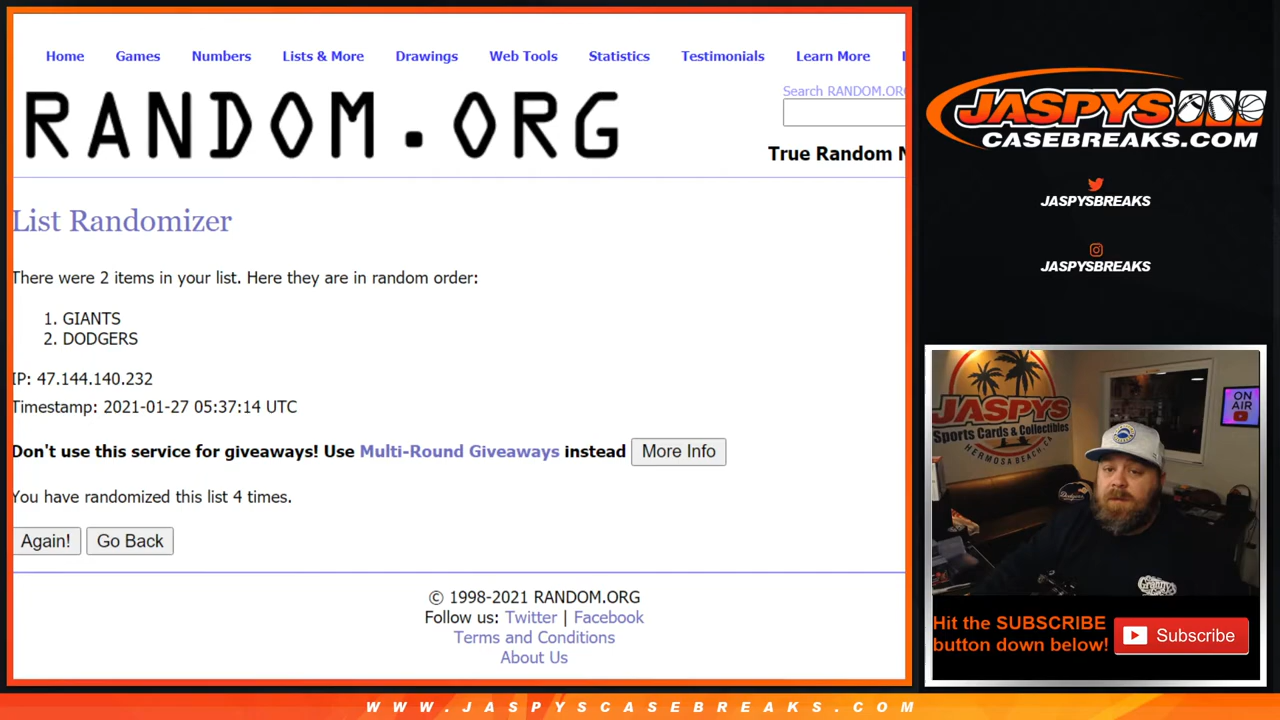 Home Games Numbers Lists & More Drawings Web Tools Statistics Testimonials Learn More
RANDOM.ORG
Search RANDOM.ORG
True Random N
List Randomizer
There were 2 items in your list. Here they are in random order:
1. GIANTS
2. DODGERS
IP: 47.144.140.232
Timestamp: 2021-01-27 05:37:14 UTC
Don't use this service for giveaways! Use Multi-Round Giveaways instead More Info
You have randomized this list 4 times.
Again! Go Back
© 1998-2021 RANDOM.ORG
Follow us: Twitter | Facebook
Terms and Conditions
About Us
JASPYS
CASEBREAKS.COM
JASPYSBREAKS
JASPYSBREAKS
JASPYS
Sports Cards & Collectibles
HERMOSA BEACH, CA
ON
AIR
Dodgers
Hit the SUBSCRIBE
button down below!
Subscribe
WWW.JASPYSCASEBREAKS.COM